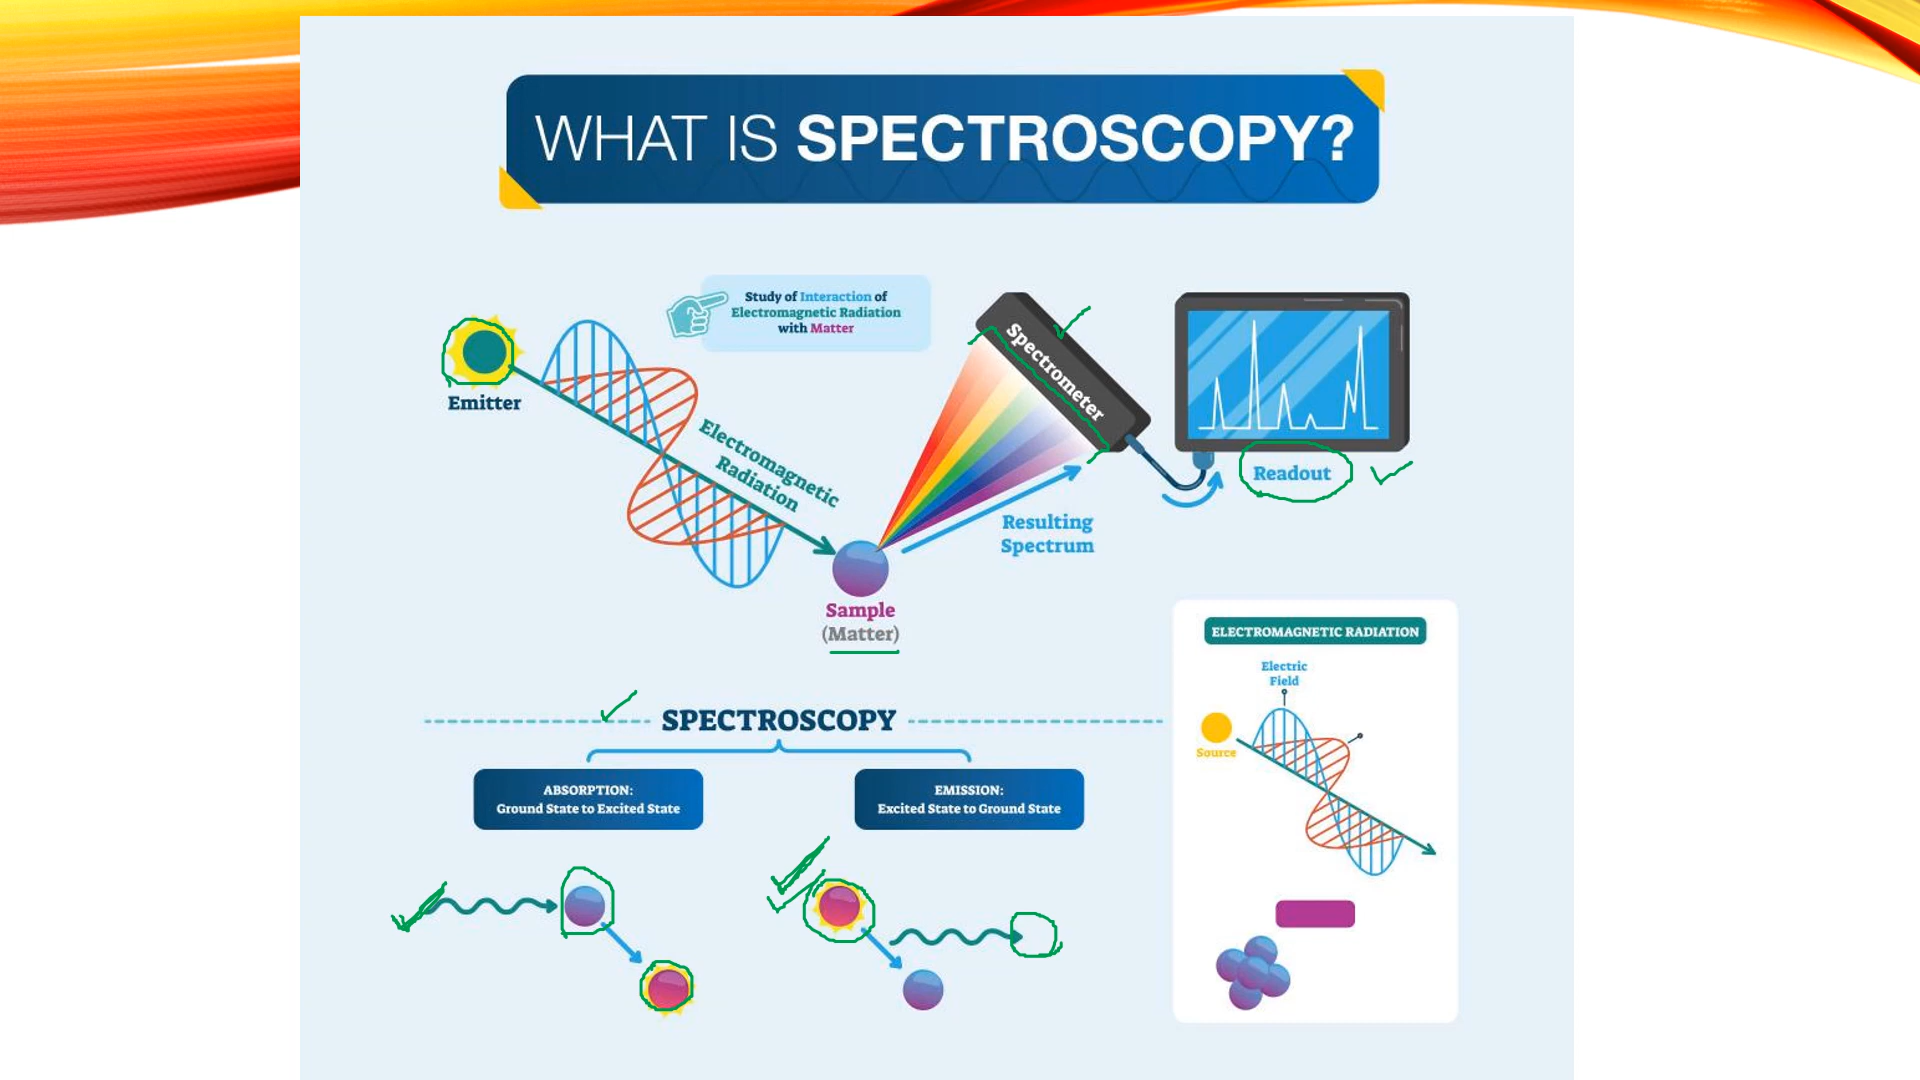 WHAT IS SPECTROSCOPY?
Study of Interaction of
Electromagnetic Radiation
with Matter
Emitter
Electromagnetic
Radiation
Spectrometer
Readout
Resulting
Spectrum
Sample
(Matter)
SPECTROSCOPY
ABSORPTION:
Ground State to Excited State
EMISSION:
Excited State to Ground State
ELECTROMAGNETIC RADIATION
Electric
Field
Source